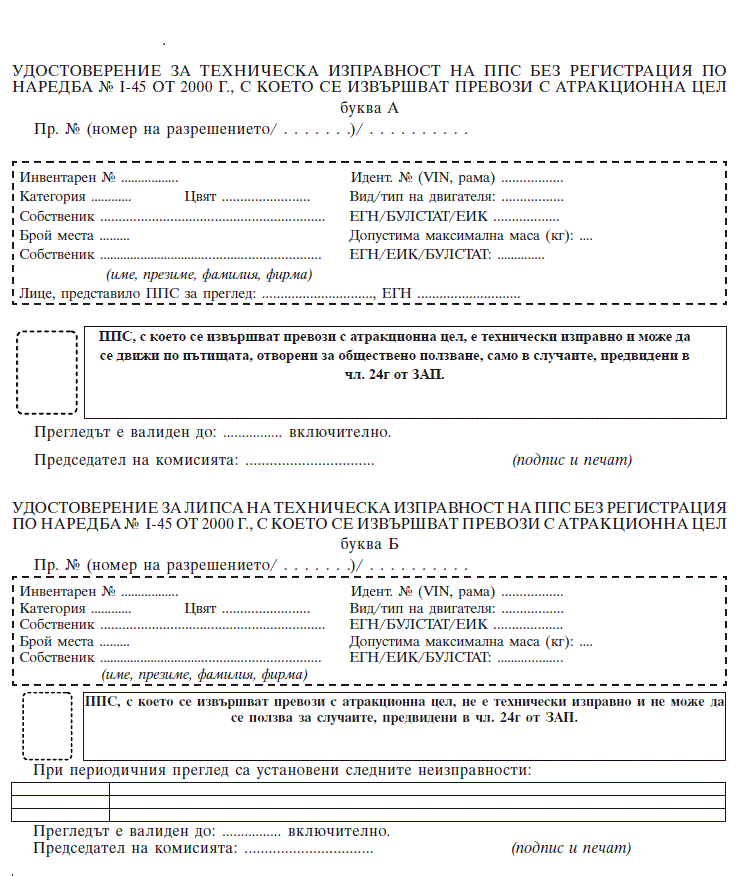 УДОСТОВЕРЕНИЕ ЗА ТЕХНИЧЕСКА ИЗПРАВНОСТ НА ППС БЕЗ РЕГИСТРАЦИЯ ПО
НАРЕДБА № I-45 ОТ 2000 Г., С КОЕТО СЕ ИЗВЪРШВАТ ПРЕВОЗИ С АТРАКЦИОННА ЦЕЛ
буква А
Пр. № (номер на разрешението/ . . . . . . .)/ . . . . . . . . . .
Инвентарен № ................. Идент. № (VIN, рама) ..................
Категория ............ Цвят ....................... Вид/тип на двигателя: ..................
Собственик ................................................................ ЕГН/БУЛСТАТ/ЕИК ...................
Брой места ......... Допустима максимална маса (кг): ....
Собственик ............................................................... ЕГН/ЕИК/БУЛСТАТ: ..............
(име, презиме, фамилия, фирма)
Лице, представило ППС за преглед: ................................, ЕГН ..............................
ППС, с което се извършват превози с атракционна цел, е технически изправно и може да
се движи по пътищата, отворени за обществено ползване, само в случаите, предвидени в
чл. 24г от ЗАП.
Прегледът е валиден до: ............... включително.
Председател на комисията: ................................ (подпис и печат)
УДОСТОВЕРЕНИЕ ЗА ЛИПСА НА ТЕХНИЧЕСКА ИЗПРАВНОСТ НА ППС БЕЗ РЕГИСТРАЦИЯ
ПО НАРЕДБА № I-45 ОТ 2000 Г., С КОЕТО СЕ ИЗВЪРШВАТ ПРЕВОЗИ С АТРАКЦИОННА ЦЕЛ
буква Б
Пр. № (номер на разрешението/ . . . . . . .)/ . . . . . . . . . .
Инвентарен № ................. Идент. № (VIN, рама) ..................
Категория ............ Цвят ....................... Вид/тип на двигателя: ..................
Собственик ................................................................ ЕГН/БУЛСТАТ/ЕИК ....................
Брой места ......... Допустима максимална маса (кг): ....
Собственик ............................................................... ЕГН/ЕИК/БУЛСТАТ: ...................
(име, презиме, фамилия, фирма)
ППС, с което се извършват превози с атракционна цел, не е технически изправно и не може да
се ползва за случаите, предвидени в чл. 24г от ЗАП.
При периодичния преглед са установени следните неизправности:
Прегледът е валиден до: ............... включително.
Председател на комисията: ................................ (подпис и печат)